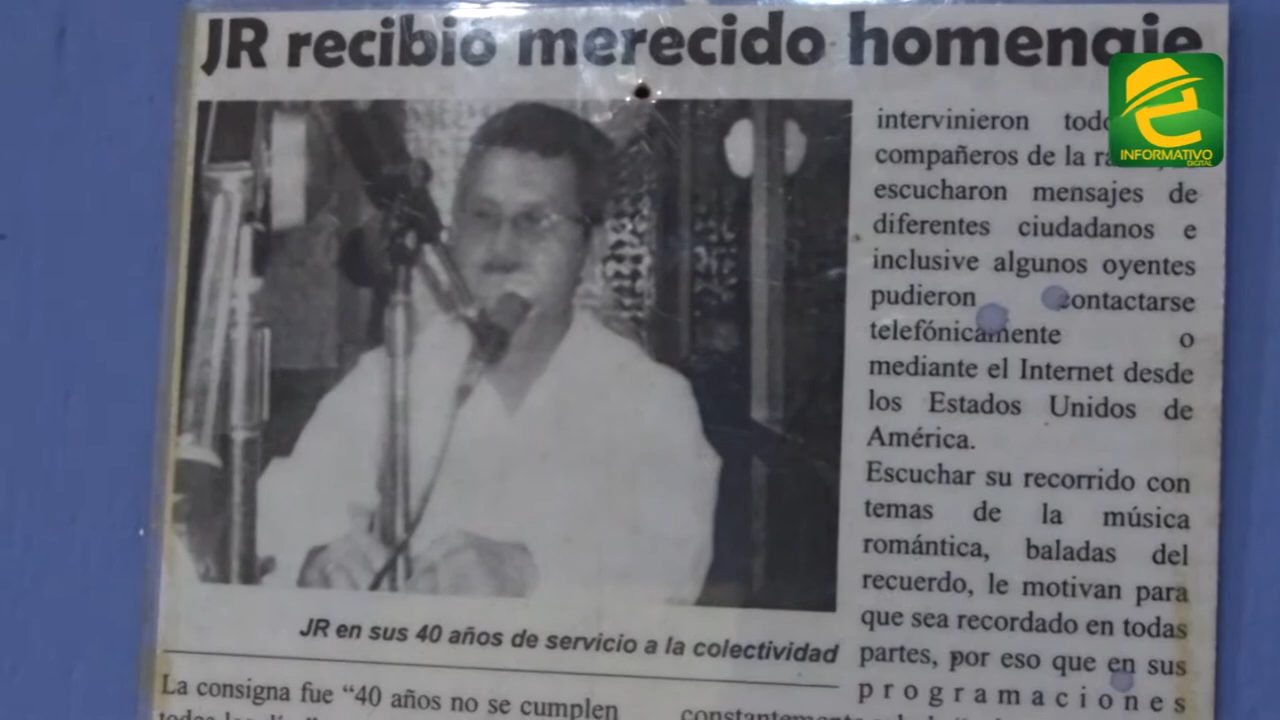 JR recibio merecido homenaje
intervinieron
compañeros de la
escucharon mensajes de
diferentes ciudadanos e
inclusive algunos oyentes
pudieron contactarse
telefónicamente o
mediante el Internet desde
los Estados Unidos de
América.
Escuchar su recorrido con
temas de la música
romántica, baladas del
recuerdo, le motivan para
que sea recordado en todas
partes, por eso que en sus
programaciones
JR en sus 40 años de servicio a la colectividad
La consigna fue “40 años no se cumplen
INFORMATIVO
DIGITAL